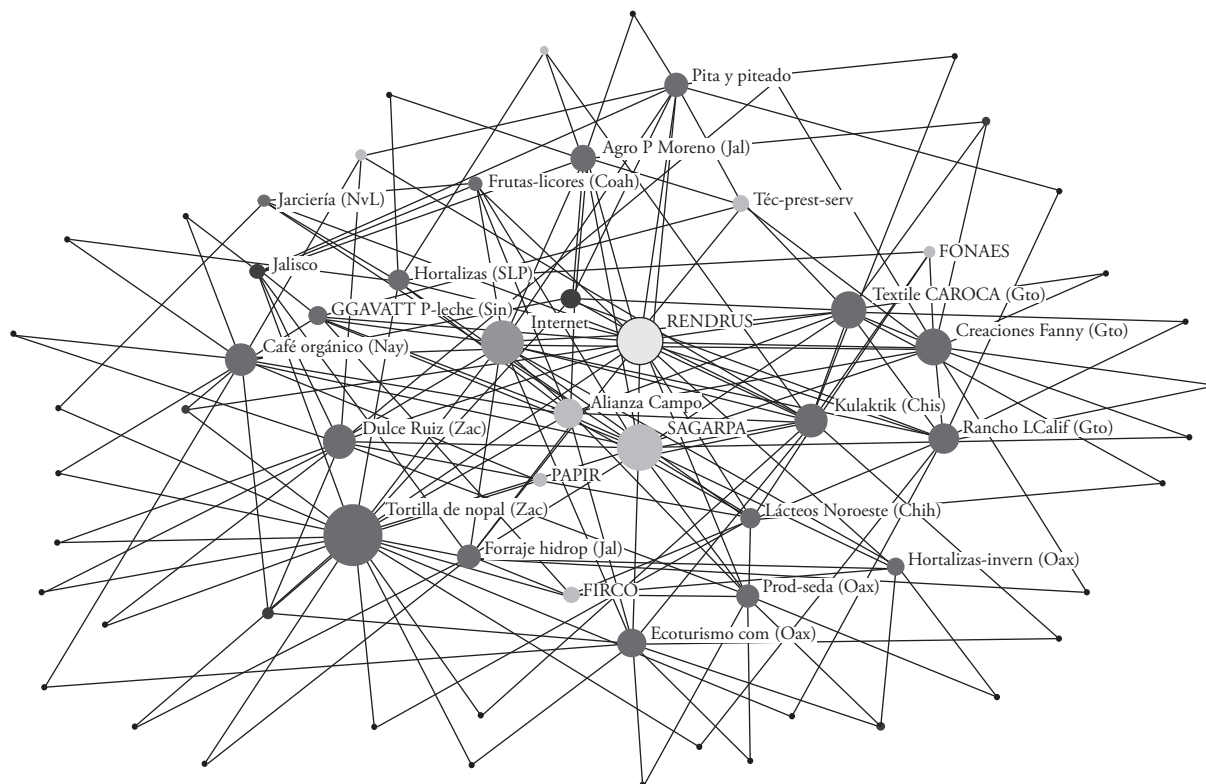 Pita y piteado
Agro P Moreno (Jal)
Frutas-licores (Coah)
Jarciería (NvL)
Téc-prest-serv
FONAES
Jalisco
Hortalizas (SLP)
Textile CAROCA (Gto)
GGAVATT P-leche (Sin)
Internet
RENDRUS
Creaciones Fanny (Gto)
Café orgánico (Nay)
Alianza Campo
Kulaktik (Chis)
Dulce Ruiz (Zac)
SAGARPA
Rancho LCalif (Gto)
PAPIR
Tortilla de nopal (Zac)
Lácteos Noroeste (Chih)
Forraje hidrop (Jal)
Hortalizas-invern (Oax)
FIRCO
Prod-seda (Oax)
Ecoturismo com (Oax)